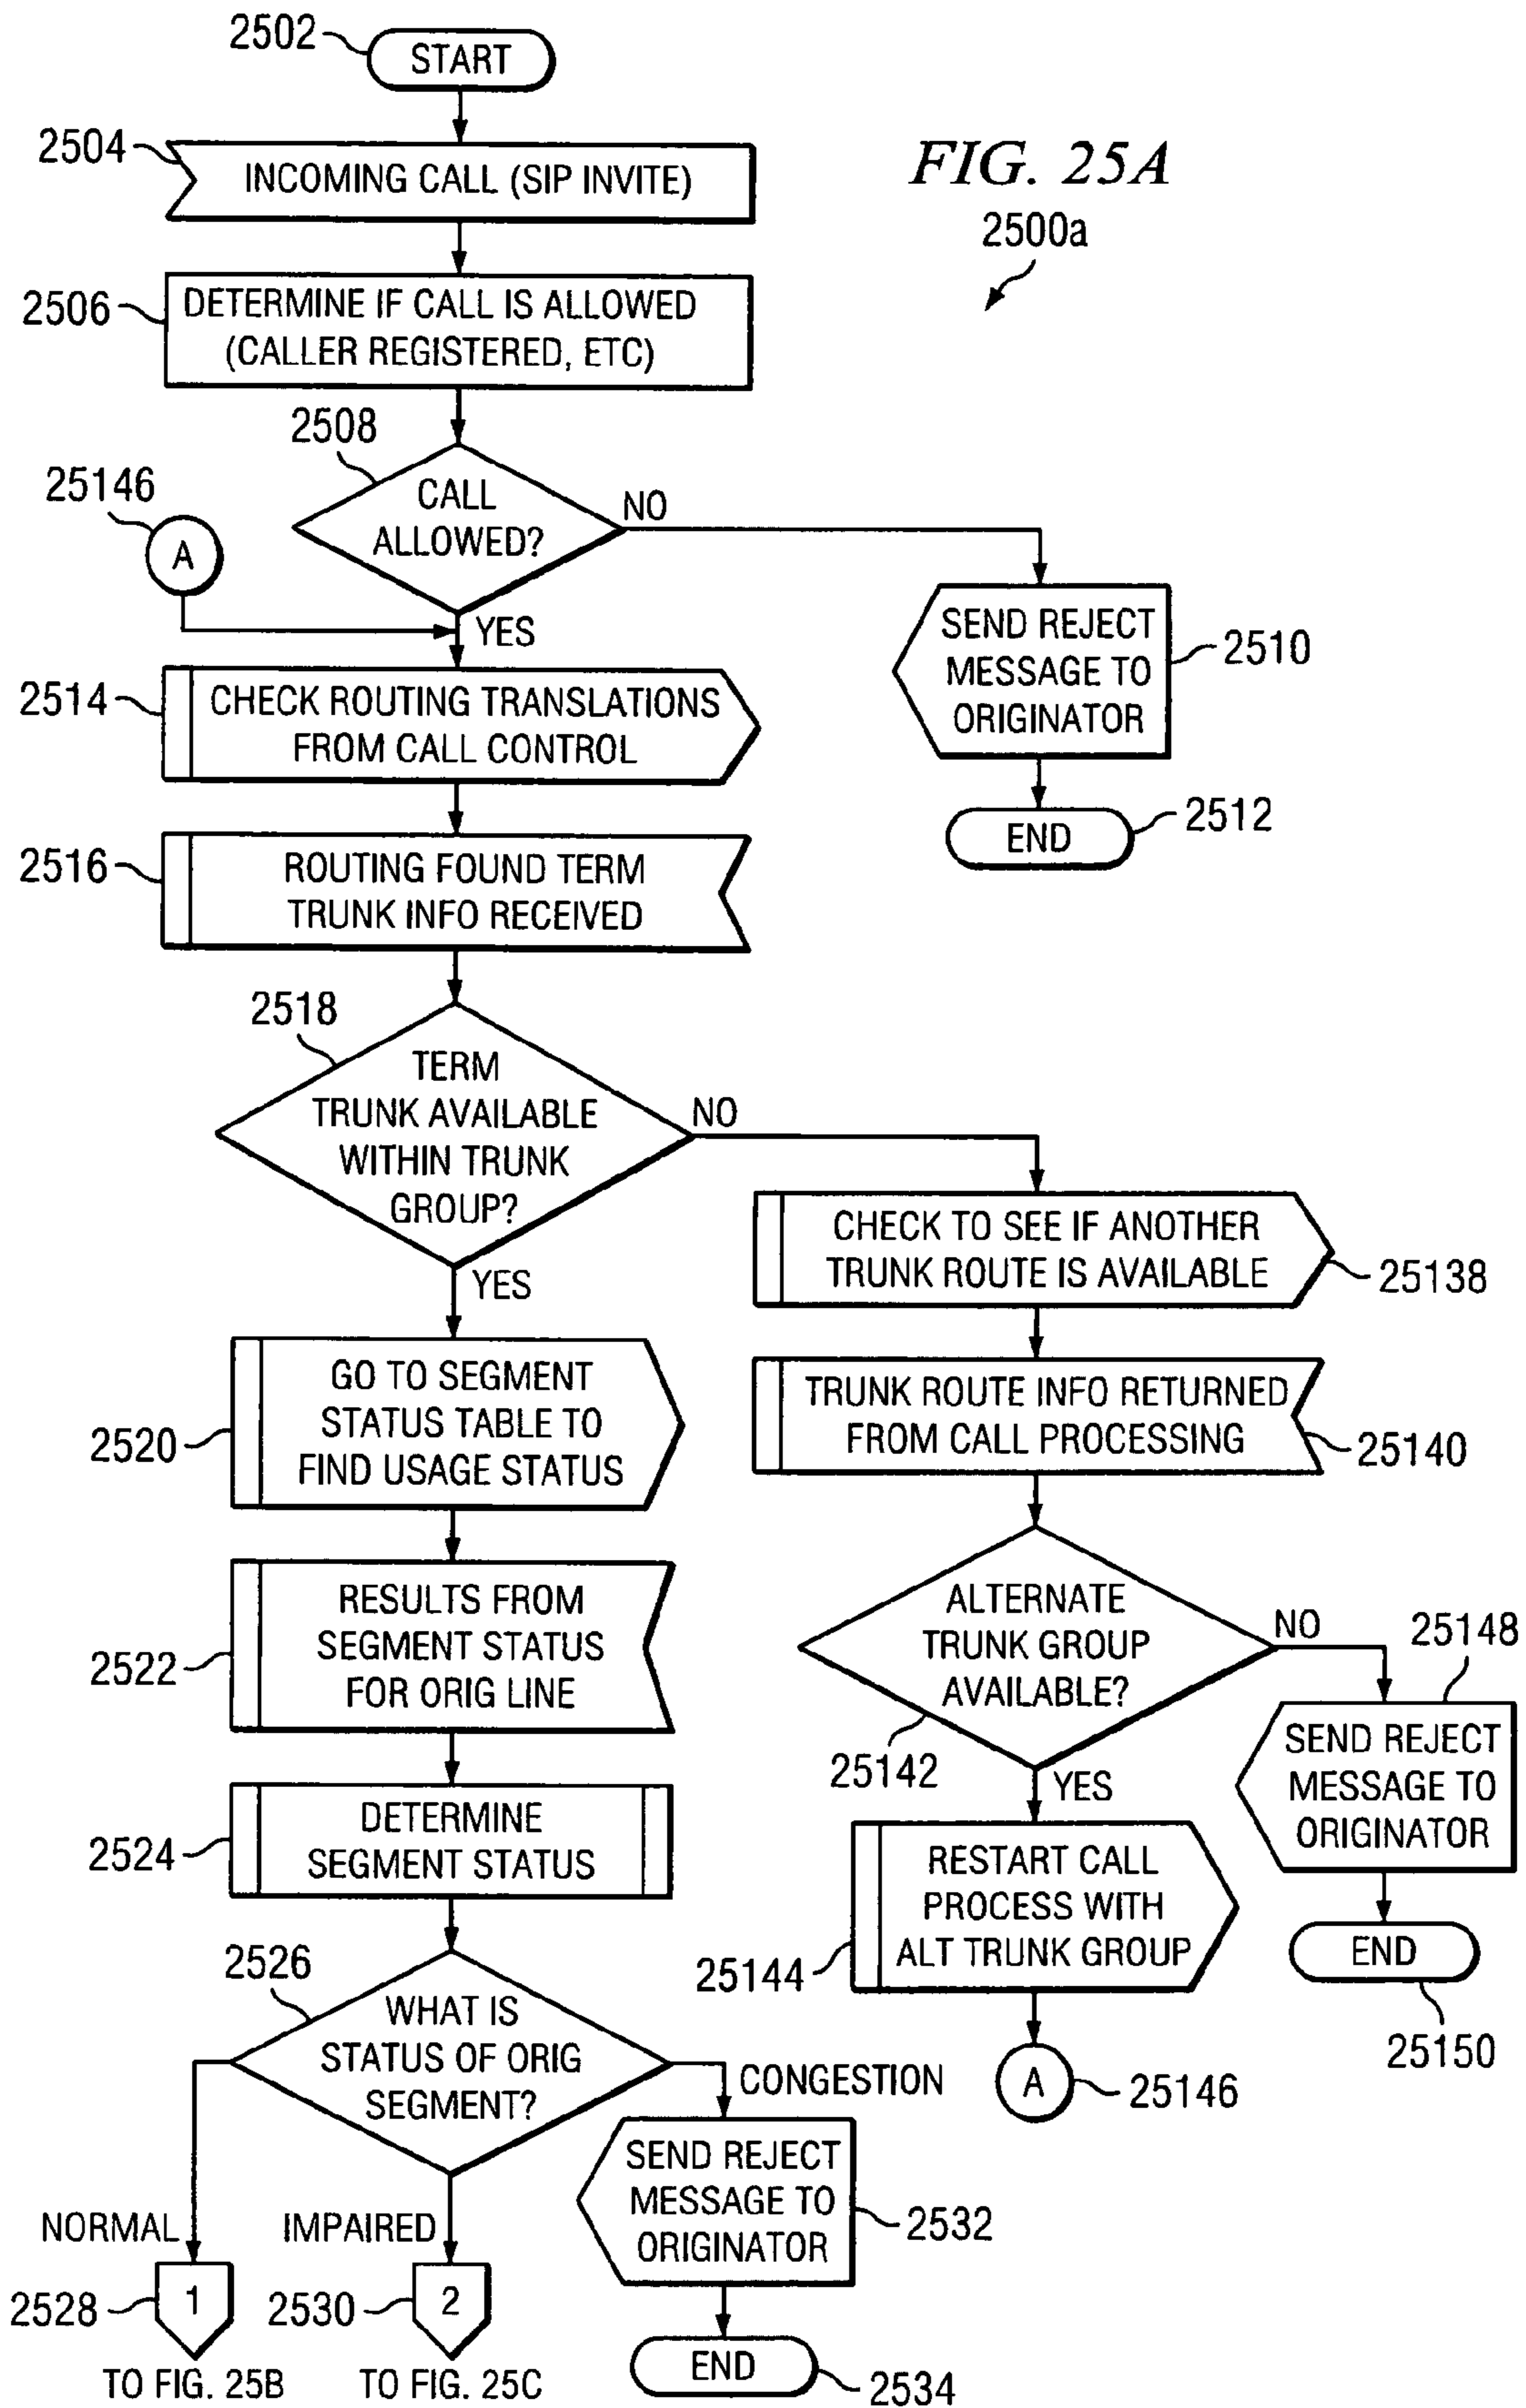 2502
START
FIG. 25A
2500a
2504
INCOMING CALL (SIP INVITE)
2506
DETERMINE IF CALL IS ALLOWED
(CALLER REGISTERED, ETC)
2508
CALL
ALLOWED?
NO
YES
25146
A
SEND REJECT
MESSAGE TO
ORIGINATOR
2510
END
2512
2514
CHECK ROUTING TRANSLATIONS
FROM CALL CONTROL
2516
ROUTING FOUND TERM
TRUNK INFO RECEIVED
2518
TERM
TRUNK AVAILABLE
WITHIN TRUNK
GROUP?
NO
YES
CHECK TO SEE IF ANOTHER
TRUNK ROUTE IS AVAILABLE
25138
TRUNK ROUTE INFO RETURNED
FROM CALL PROCESSING
25140
2520
GO TO SEGMENT
STATUS TABLE TO
FIND USAGE STATUS
2522
RESULTS FROM
SEGMENT STATUS
FOR ORIG LINE
ALTERNATE
TRUNK GROUP
AVAILABLE?
25142
NO
YES
25148
SEND REJECT
MESSAGE TO
ORIGINATOR
END
25150
2524
DETERMINE
SEGMENT STATUS
25144
RESTART CALL
PROCESS WITH
ALT TRUNK GROUP
A
25146
2526
WHAT IS
STATUS OF ORIG
SEGMENT?
CONGESTION
NORMAL
IMPAIRED
SEND REJECT
MESSAGE TO
ORIGINATOR
2532
2528
1
2530
2
TO FIG. 25B
TO FIG. 25C
END
2534